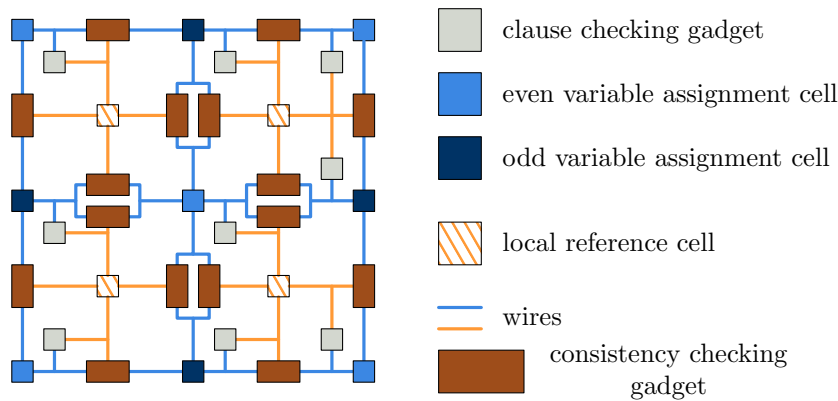 clause checking gadget
even variable assignment cell
odd variable assignment cell
local reference cell
wires
consistency checking
gadget